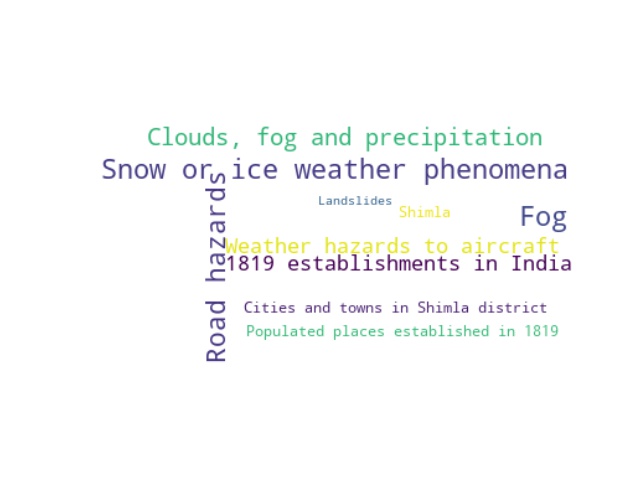 Clouds, fog and precipitation
Snow or ice weather phenomena
Road hazards
Landslides
Shimla
Fog
Weather hazards to aircraft
1819 establishments in India
Cities and towns in Shimla district
Populated places established in 1819